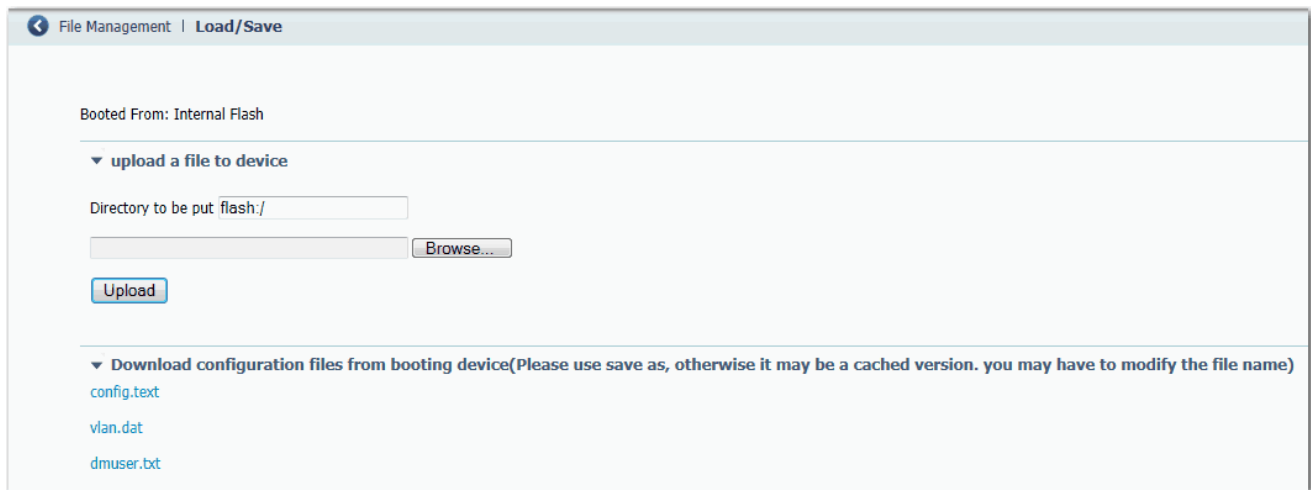 File Management | Load/Save
Booted From: Internal Flash
upload a file to device
Directory to be put flash:/
Browse...
Upload
Download configuration files from booting device(Please use save as, otherwise it may be a cached version. you may have to modify the file name)
config.text
vlan.dat
dmuser.txt